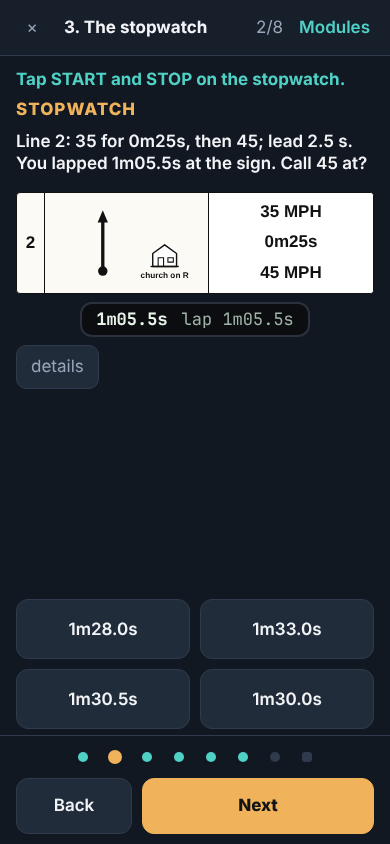 × 3. The stopwatch 2/8 Modules
Tap START and STOP on the stopwatch.
STOPWATCH
Line 2: 35 for 0m25s, then 45; lead 2.5 s.
You lapped 1m05.5s at the sign. Call 45 at?
2
church on R
35 MPH
0m25s
45 MPH
1m05.5s lap 1m05.5s
details
1m28.0s 1m33.0s
1m30.5s 1m30.0s
Back Next